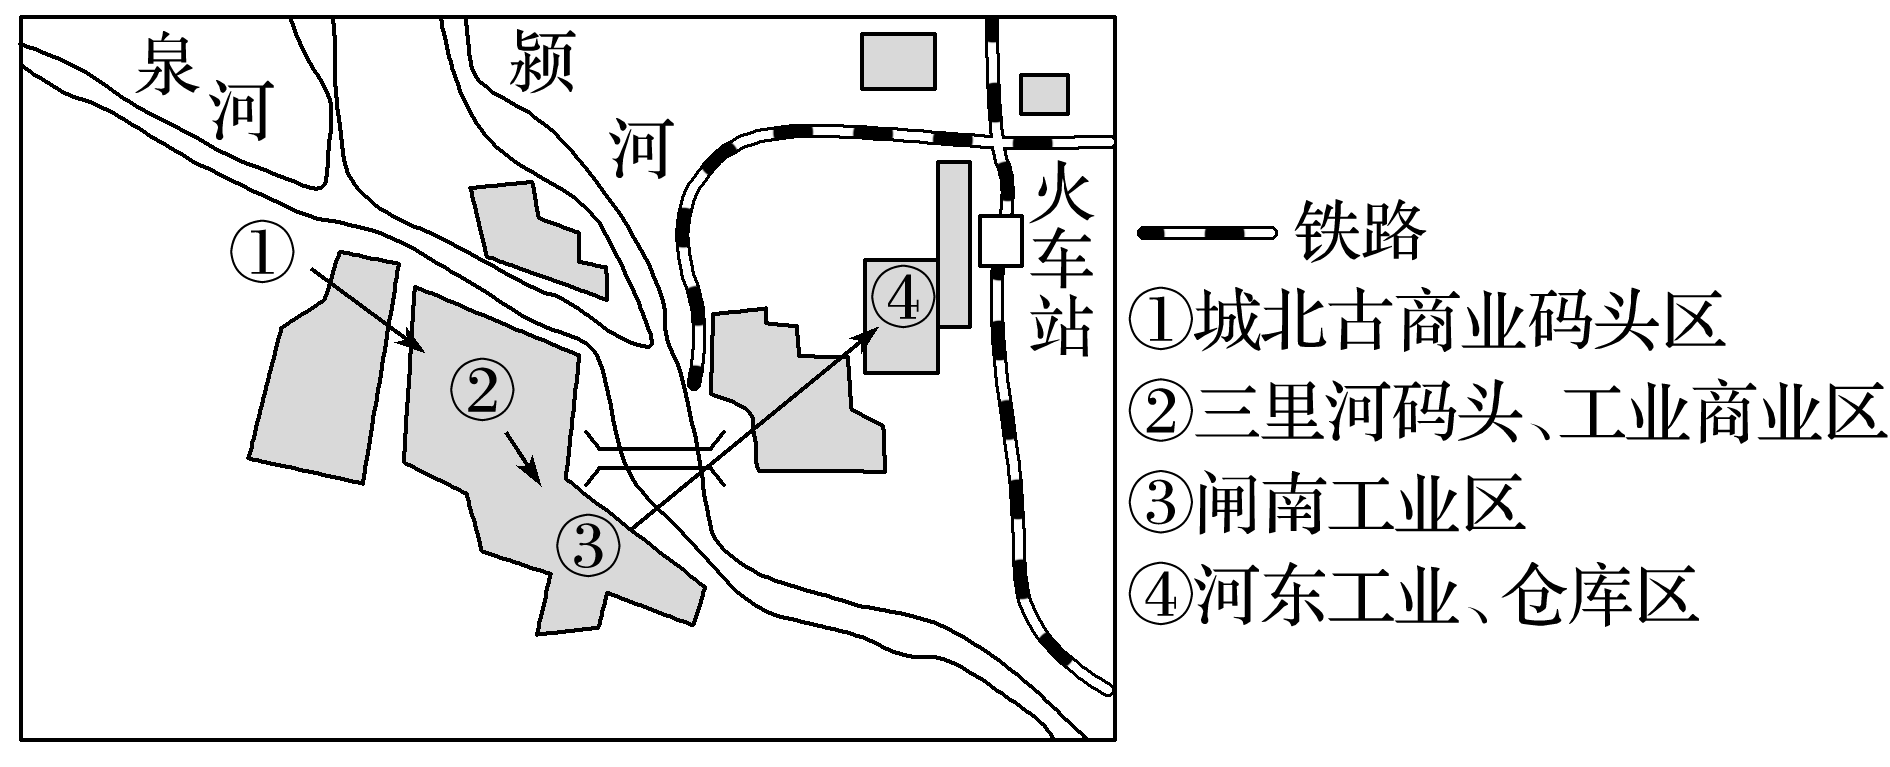 泉河
颍河
火车站
①
②
③
④
铁路
①城北古商业码头区
②三里河码头、工业商业区
③闸南工业区
④河东工业、仓库区